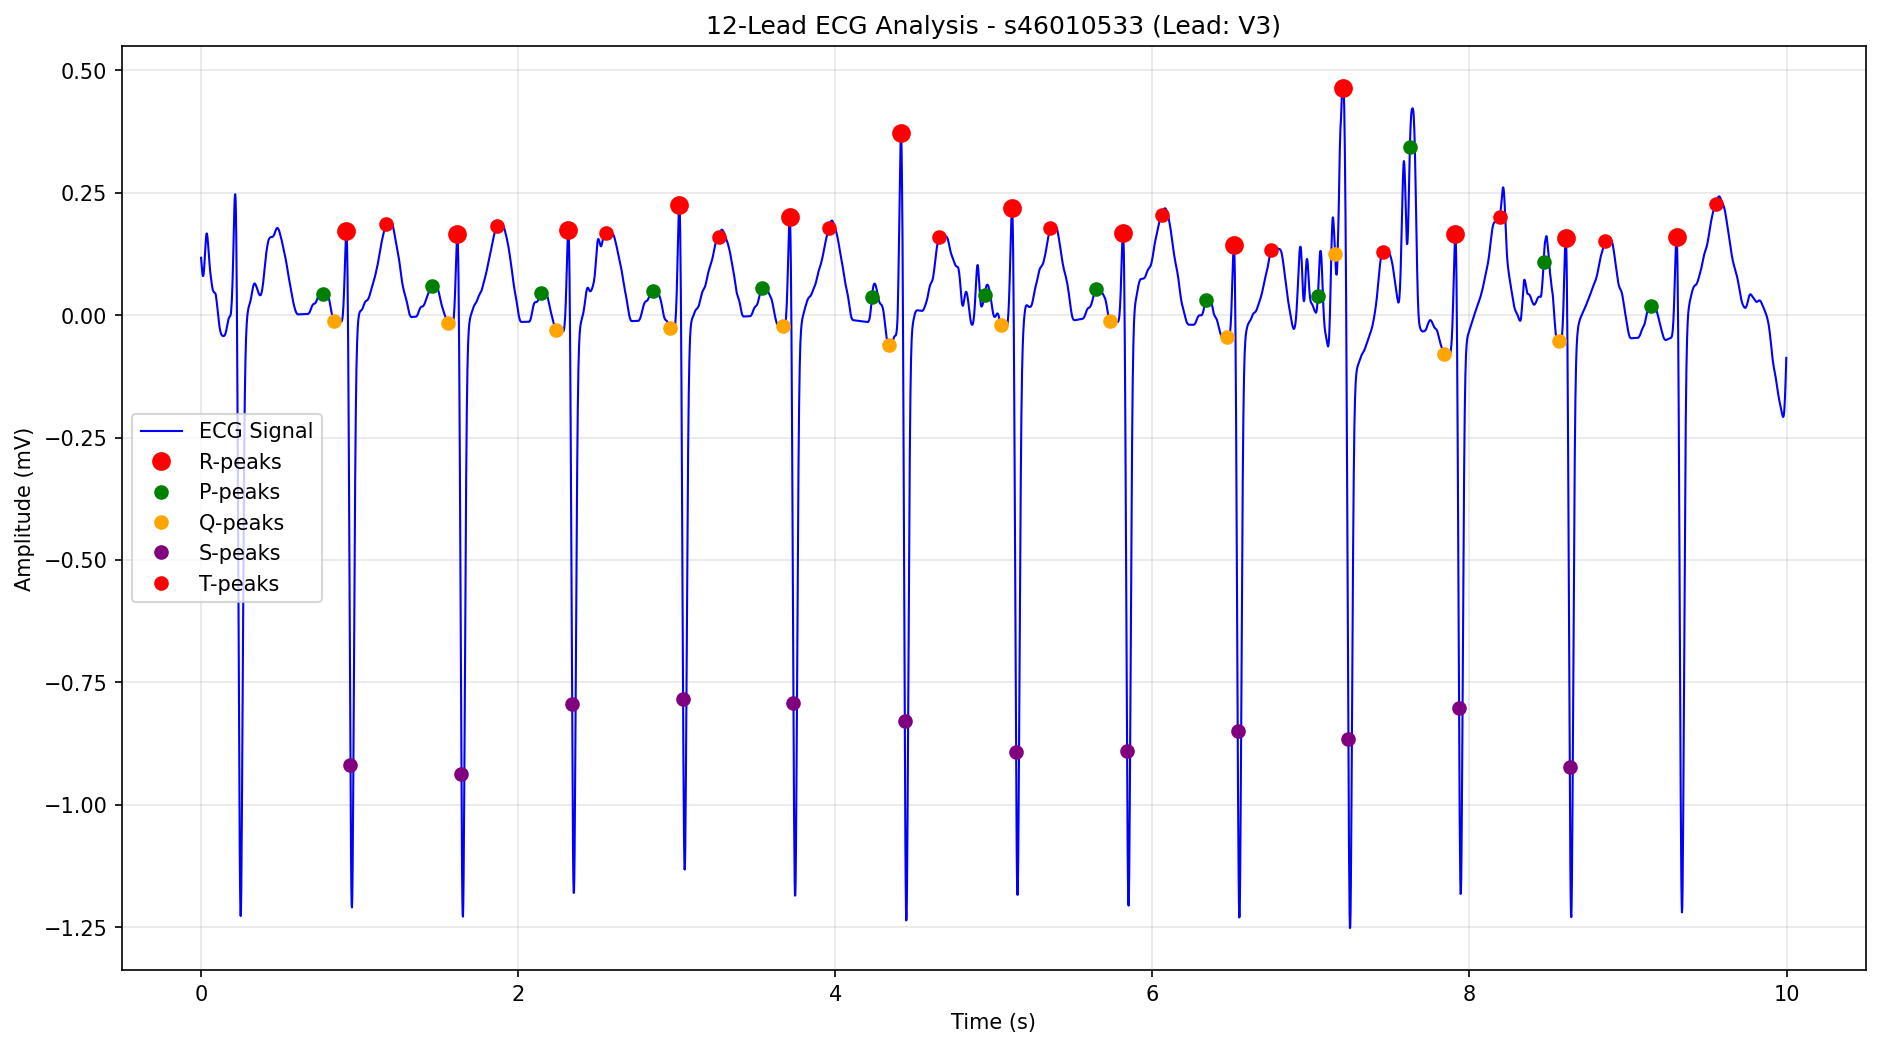 12-Lead ECG Analysis - s46010533 (Lead: V3)
0.50
0.25
0.00
−0.25
−0.50
−0.75
−1.00
−1.25
Amplitude (mV)
ECG Signal
R-peaks
P-peaks
Q-peaks
S-peaks
T-peaks
0 2 4 6 8 10
Time (s)